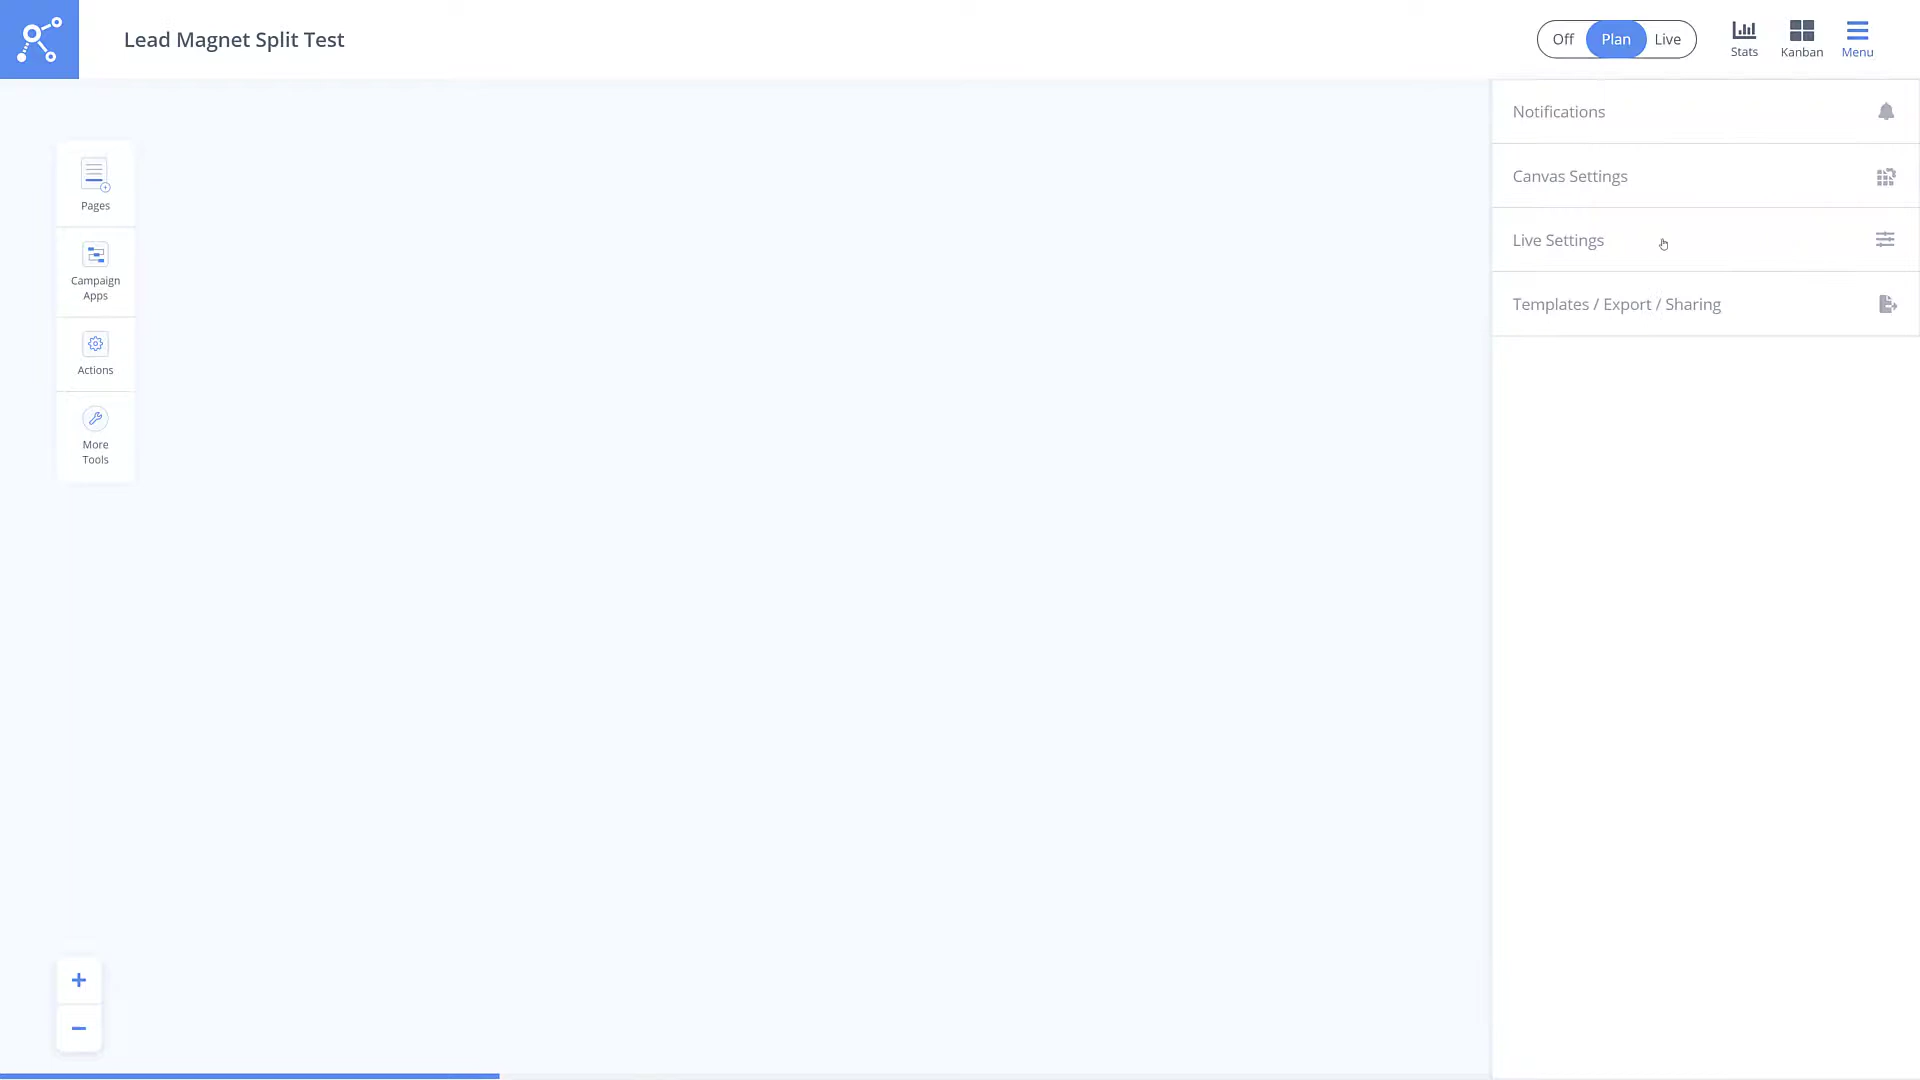 Lead Magnet Split Test
Off Plan Live
Stats
Kanban
Menu
Notifications
Canvas Settings
Live Settings
Templates / Export / Sharing
Pages
Campaign
Apps
Actions
More
Tools
+
−